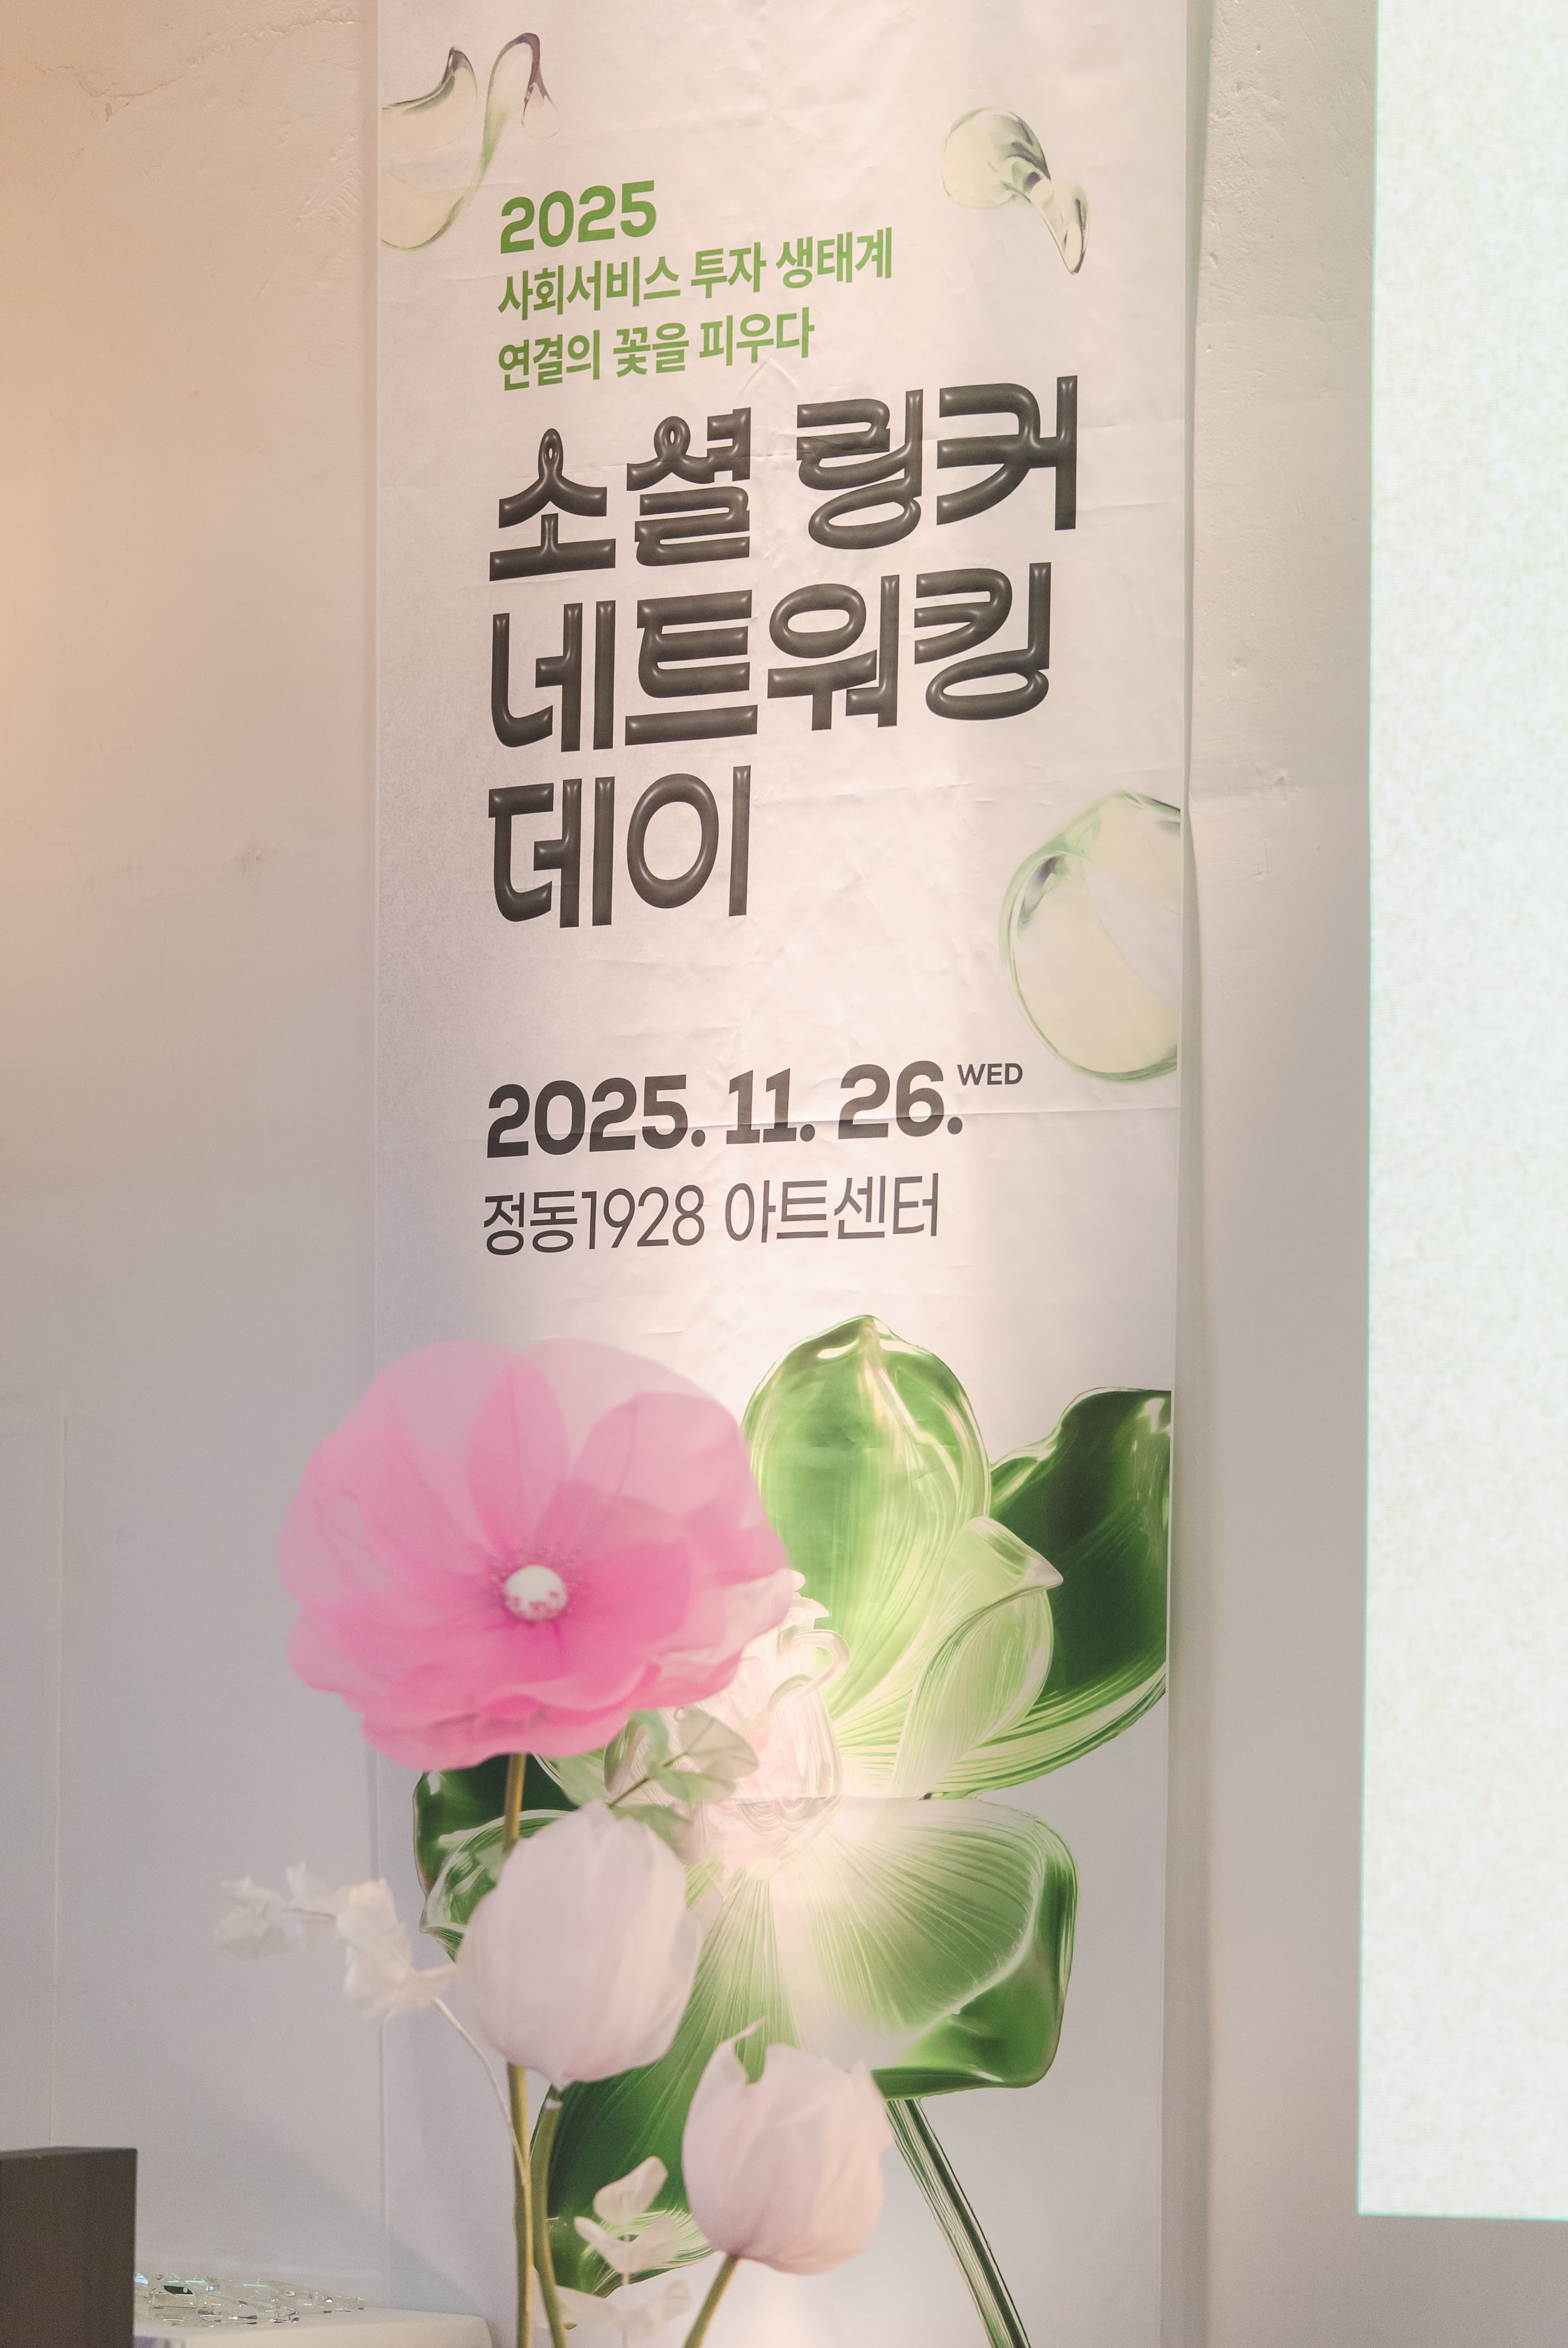 2025
사회서비스 투자 생태계
연결의 꽃을 피우다
소셜 링커
네트워킹
데이
2025. 11. 26. WED
정동1928 아트센터